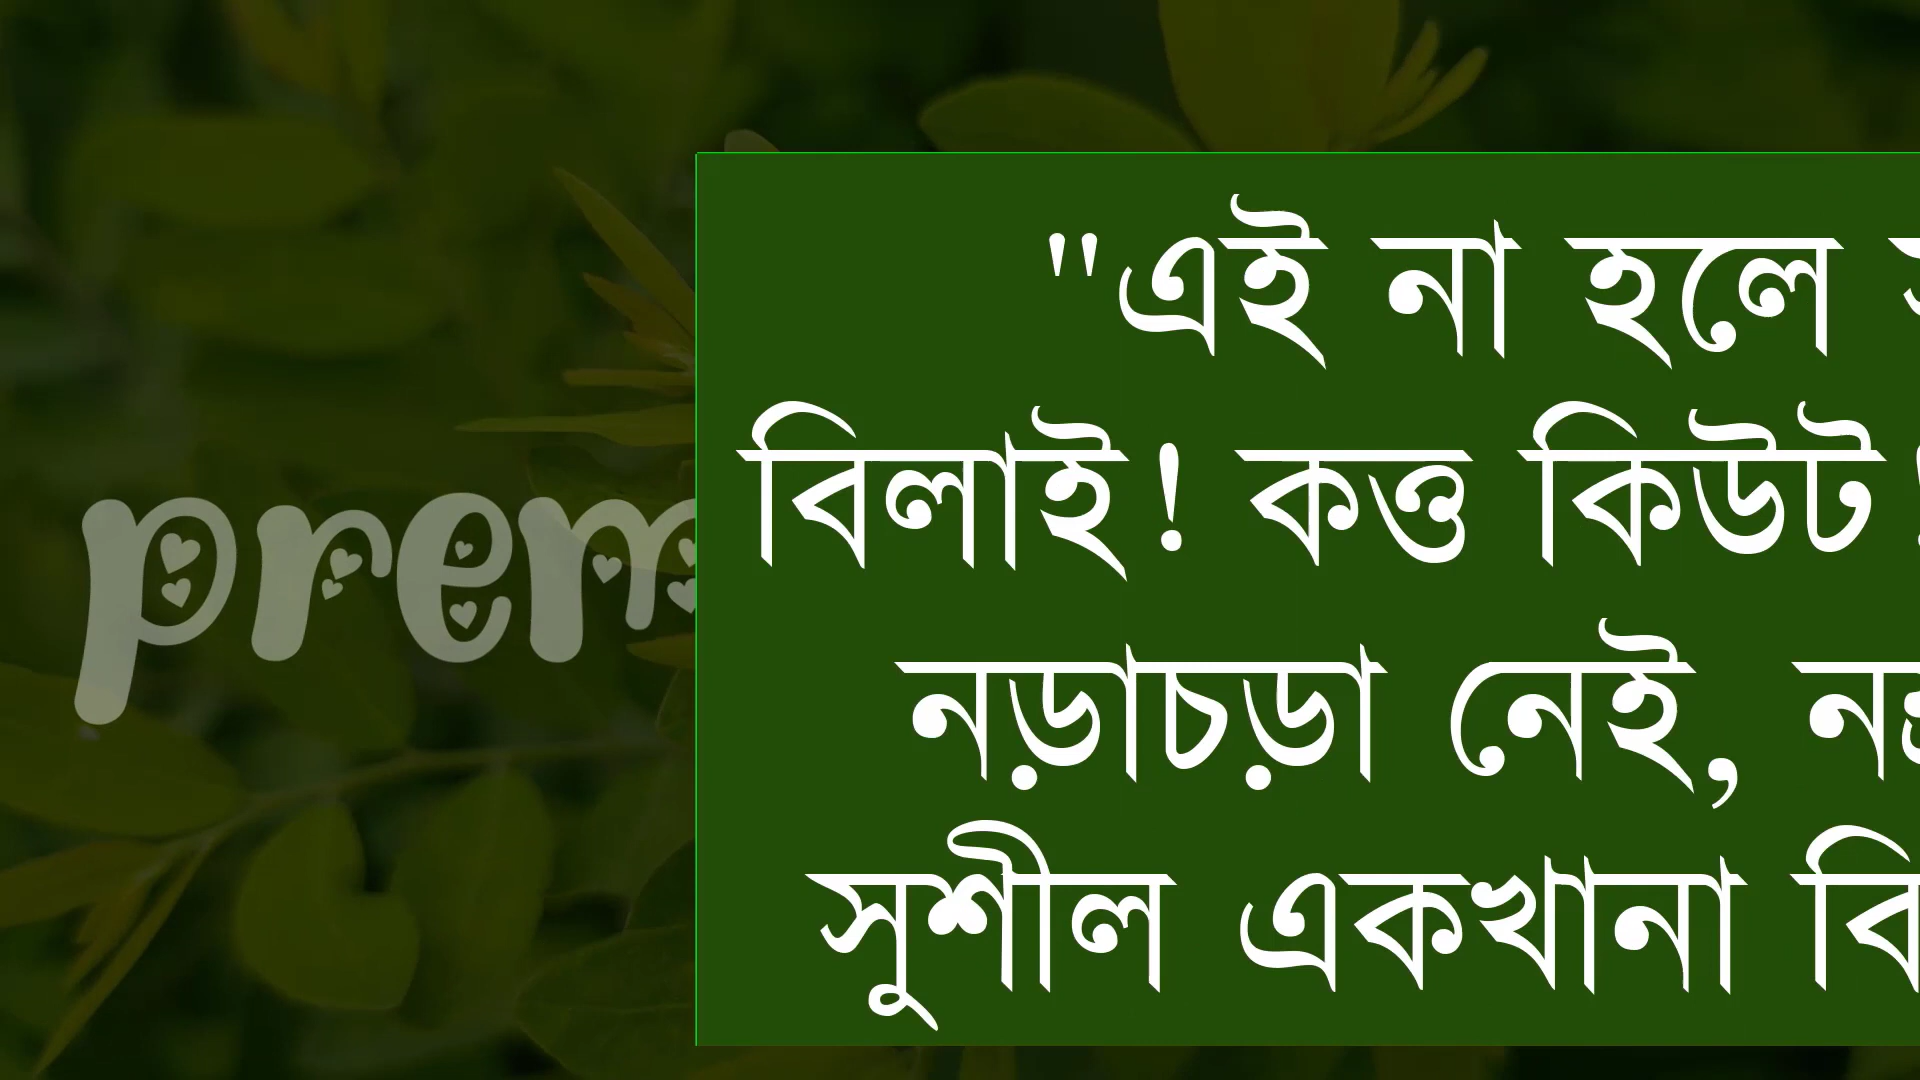 prem
"এই না হলে
বিলাই! কত্ত কিউট
নড়াচড়া নেই,
সুশীল একখানা